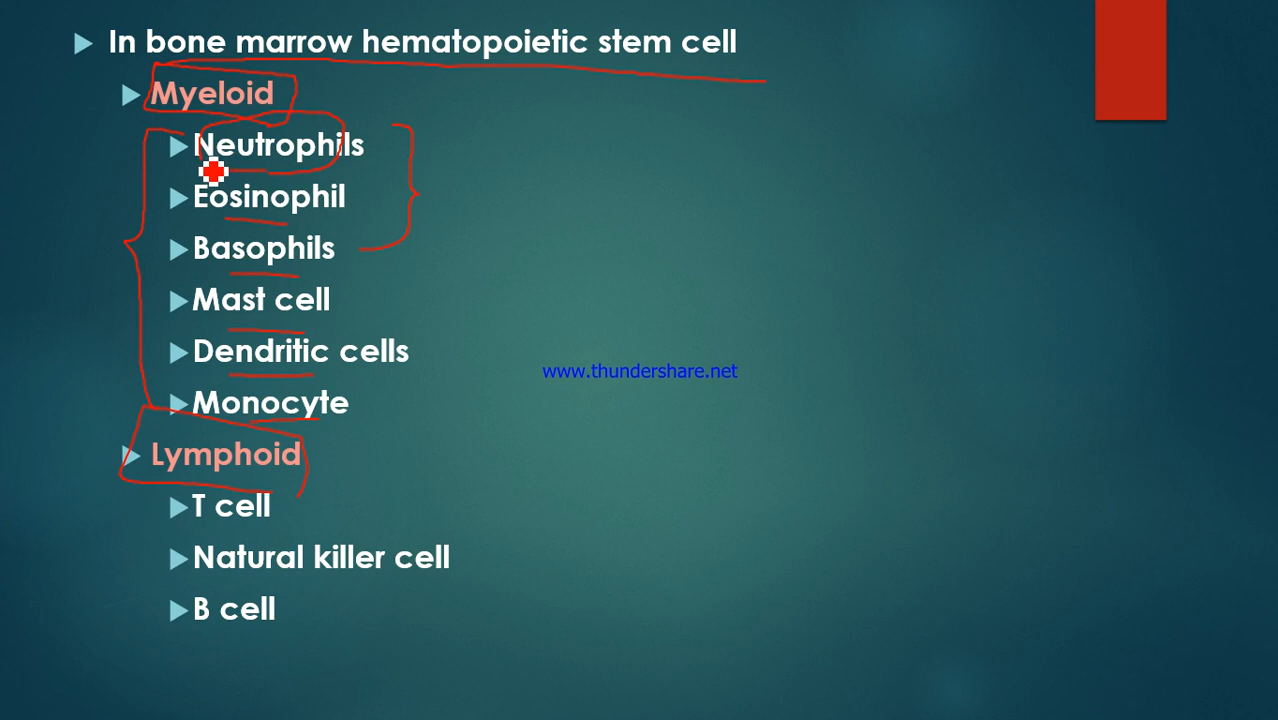 In bone marrow hematopoietic stem cell
Myeloid
Neutrophils
Eosinophil
Basophils
Mast cell
Dendritic cells
www.thundershare.net
Monocyte
Lymphoid
T cell
Natural killer cell
B cell